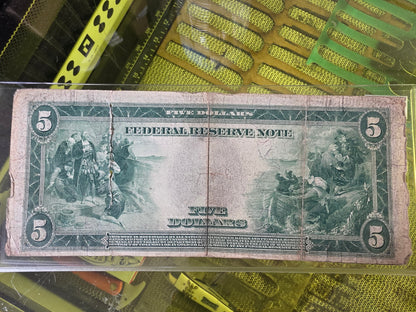 FIVE DOLLARS
5 5
FEDERAL RESERVE NOTE
FIVE
DOLLARS
5 5